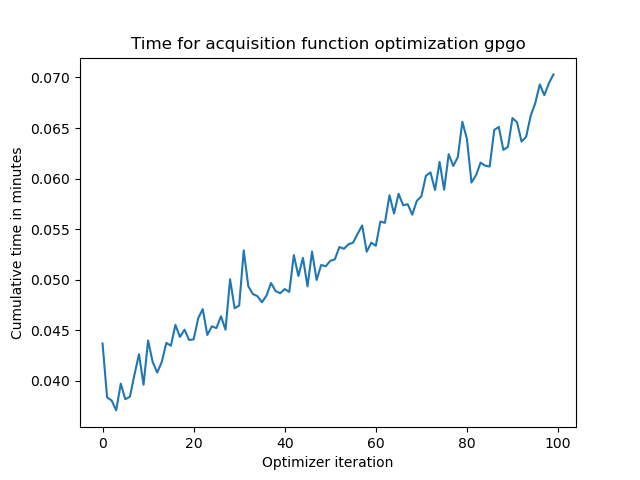 Time for acquisition function optimization gpgo
Cumulative time in minutes
0.070
0.065
0.060
0.055
0.050
0.045
0.040
0 20 40 60 80 100
Optimizer iteration